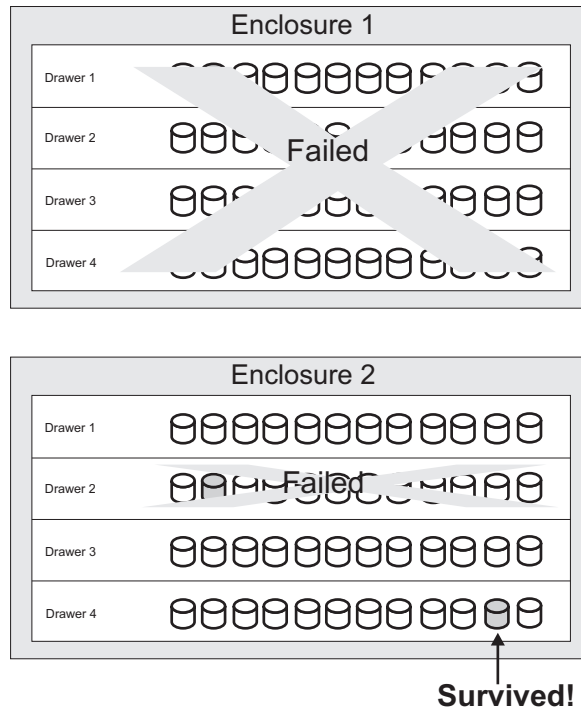 Enclosure 1
Drawer 1
Drawer 2
Failed
Drawer 3
Drawer 4
Enclosure 2
Drawer 1
Drawer 2
Failed
Drawer 3
Drawer 4
Survived!